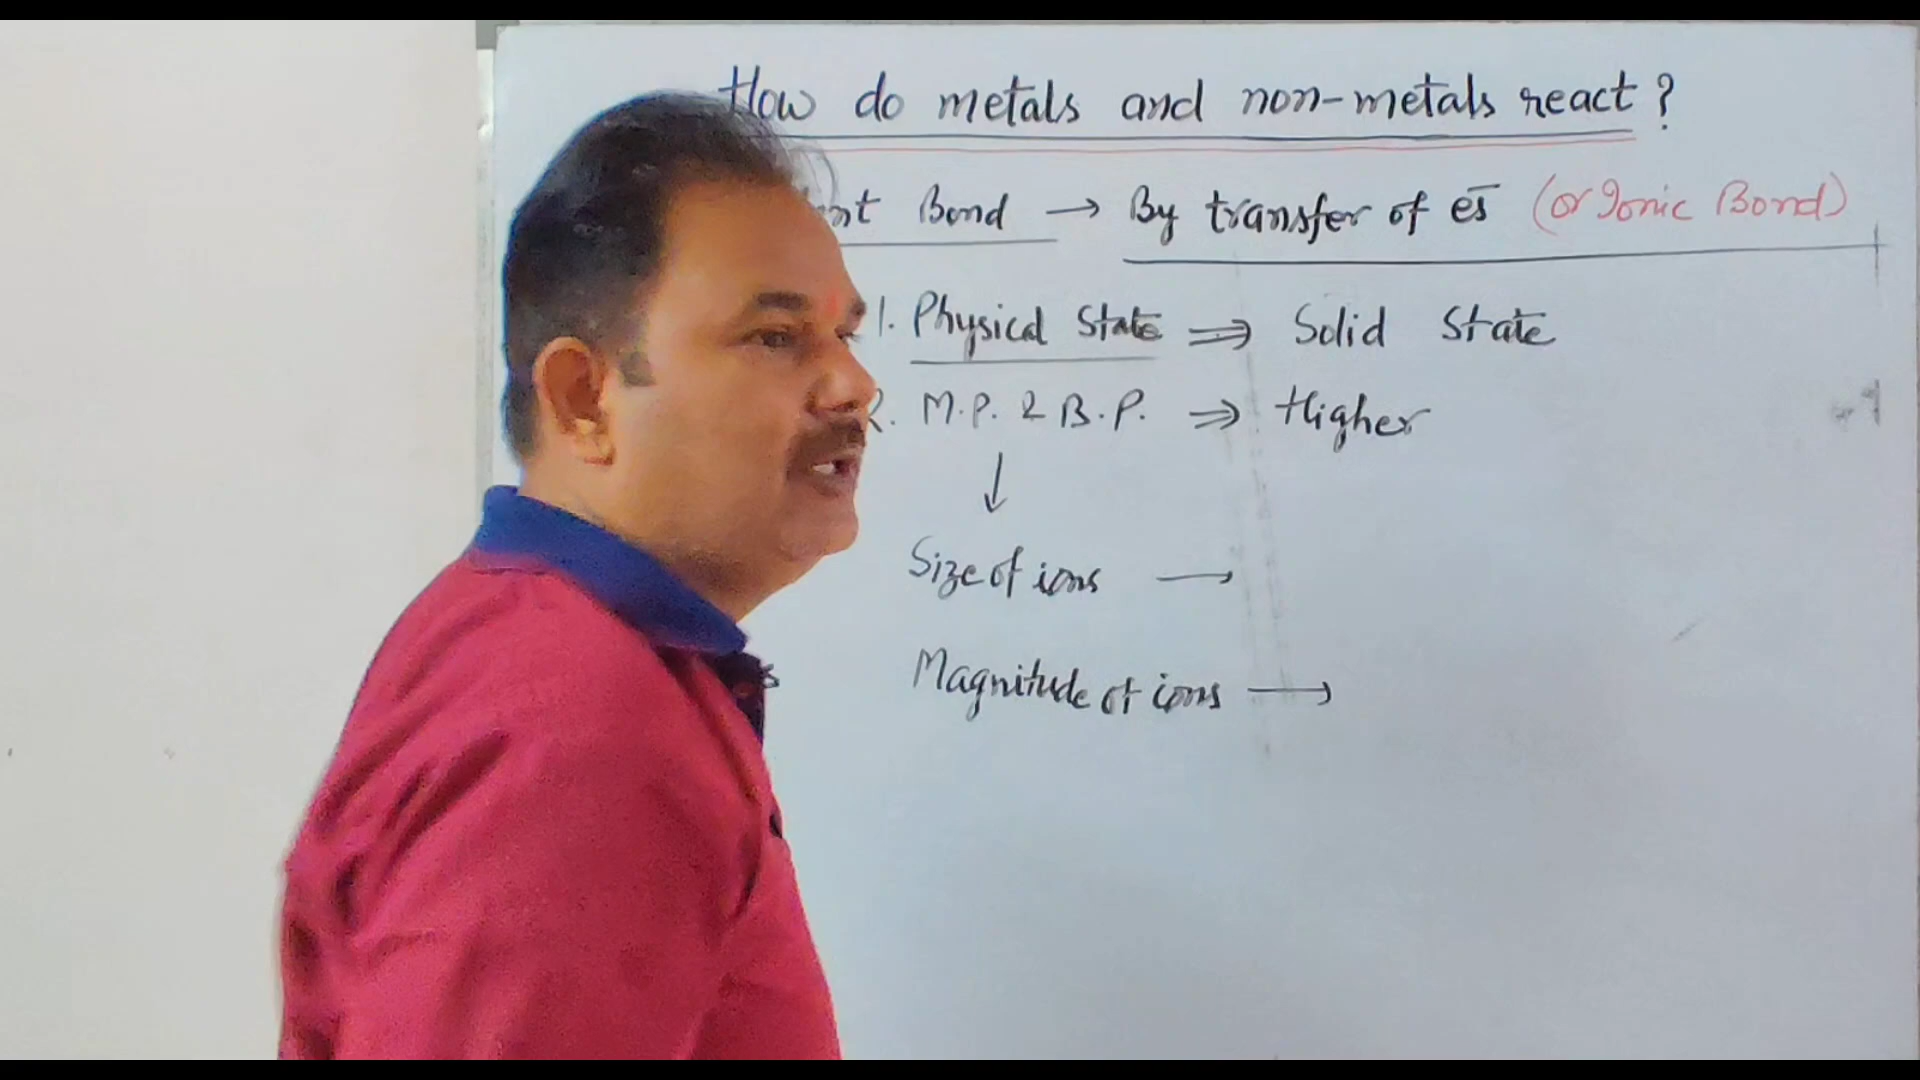 How do metals and non-metals react?
Bond → By transfer of es̄ (or Ionic Bond)
1. Physical State ⇒ Solid State
2. M.P. & B.P. ⇒ Higher
↓
Size of ions →
Magnitude of ions →